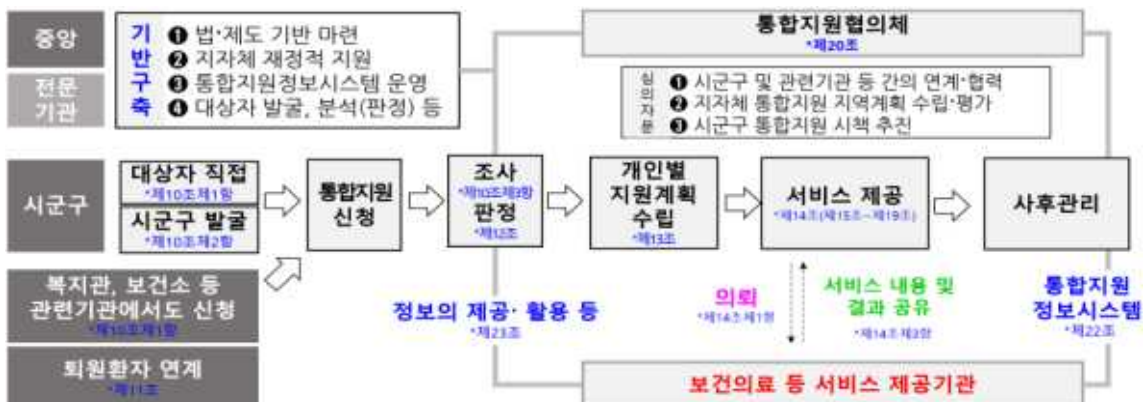 중앙
전문
기관
기
반
구
축
❶ 법·제도 기반 마련
❷ 지자체 재정적 지원
❸ 통합지원정보시스템 운영
❹ 대상자 발굴, 분석(판정) 등
통합지원협의체
*제20조
심의자문
❶ 시군구 및 관련기관 등 간의 연계·협력
❷ 지자체 통합지원 지역계획 수립·평가
❸ 시군구 통합지원 시책 추진
시군구
대상자 직접
*제10조제1항
시군구 발굴
*제10조제2항
통합지원
신청
조사
*제10조제3항
판정
*제12조
개인별
지원계획
수립
*제13조
서비스 제공
*제14조(제15조~제19조)
사후관리
복지관, 보건소 등
관련기관에서도 신청
*제10조제1항
퇴원환자 연계
*제11조
정보의 제공·활용 등
*제23조
의뢰
*제14조제1항
서비스 내용 및
결과 공유
*제14조제3항
통합지원
정보시스템
*제22조
보건의료 등 서비스 제공기관